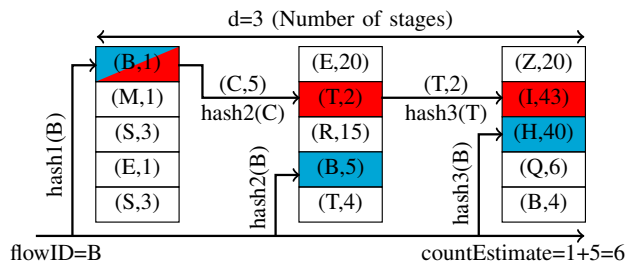 d=3 (Number of stages)
(B,1)
(M,1)
(S,3)
(E,1)
(S,3)
(C,5)
hash2(C)
(E,20)
(T,2)
(R,15)
(B,5)
(T,4)
(T,2)
hash3(T)
(Z,20)
(I,43)
(H,40)
(Q,6)
(B,4)
hash1(B)
hash2(B)
hash3(B)
flowID=B
countEstimate=1+5=6